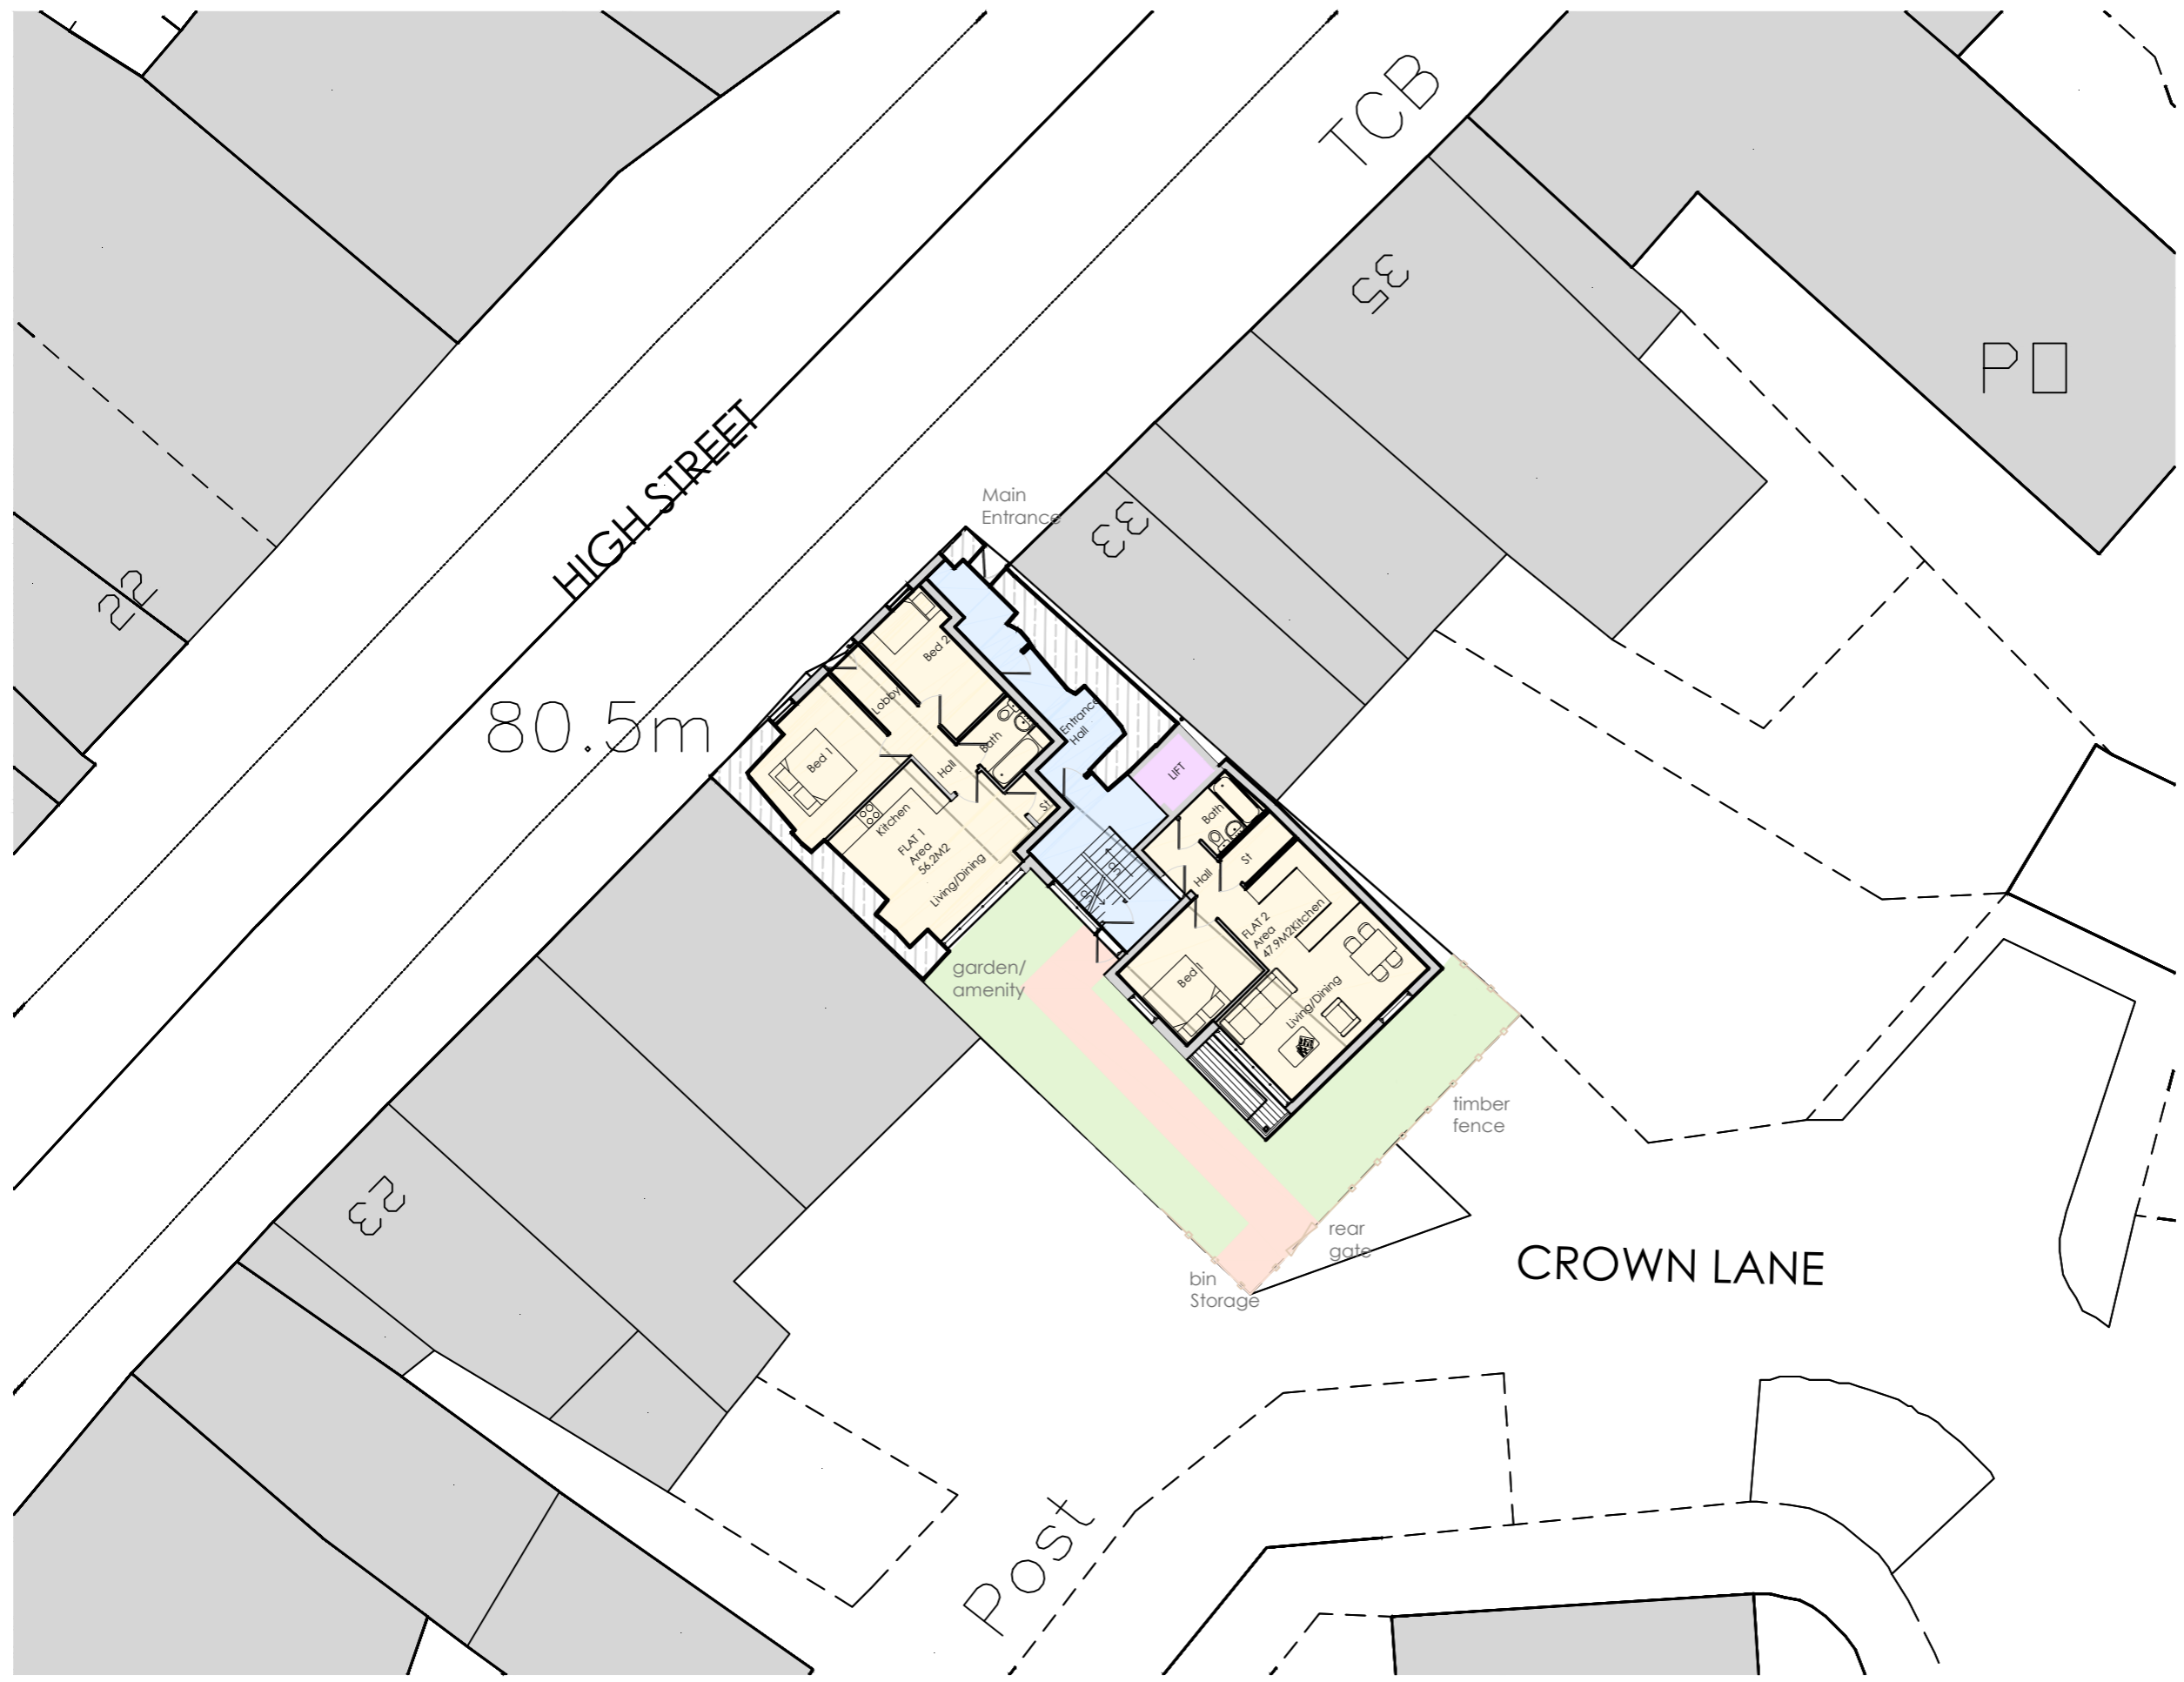 TCB
35
PO
HIGH STREET
Main
Entrance
33
22
80.5m
Bed 2
Lobby
Entrance
Hall
Bath
Bed 1
Hall
LIFT
St
Kitchen
FLAT 1
Area
56.2M2
Living/Dining
Bath
St
Hall
FLAT 2
Area
47.9M2
Kitchen
Bed 1
Living/Dining
garden/
amenity
timber
fence
rear
gate
bin
Storage
CROWN LANE
23
Post